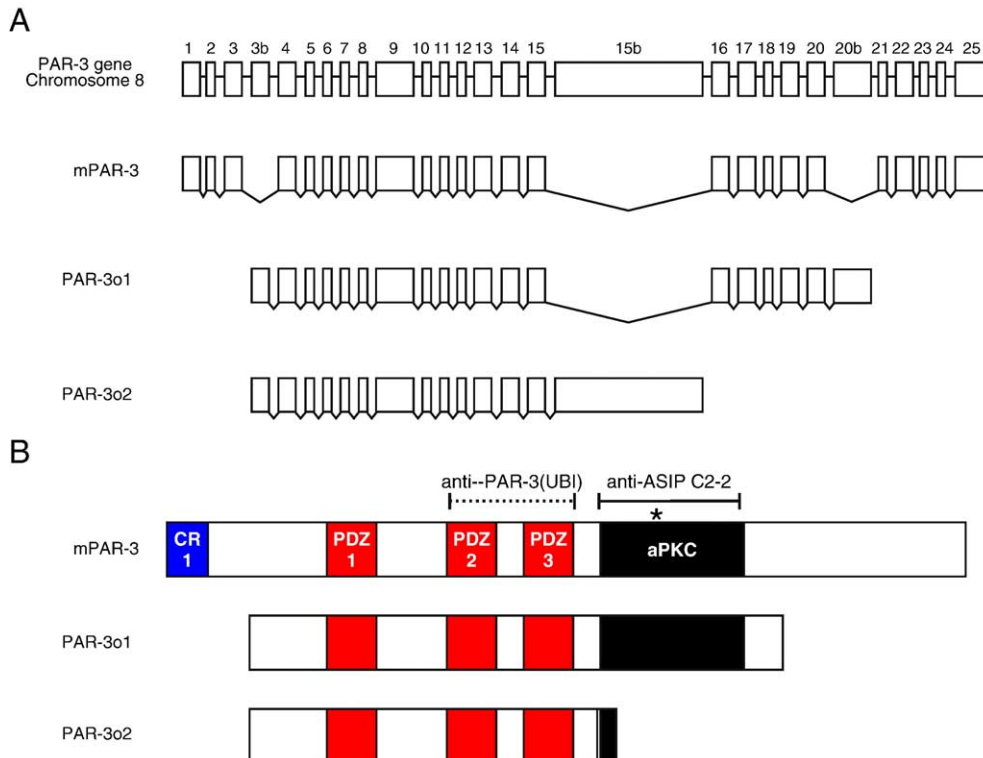 A
1 2 3 3b 4 5 6 7 8 9 10 11 12 13 14 15 15b 16 17 18 19 20 20b 21 22 23 24 25
PAR-3 gene
Chromosome 8
mPAR-3
PAR-3o1
PAR-3o2
B
anti--PAR-3(UBI) anti-ASIP C2-2
*
mPAR-3 CR PDZ PDZ PDZ aPKC
1 1 2 3
PAR-3o1
PAR-3o2